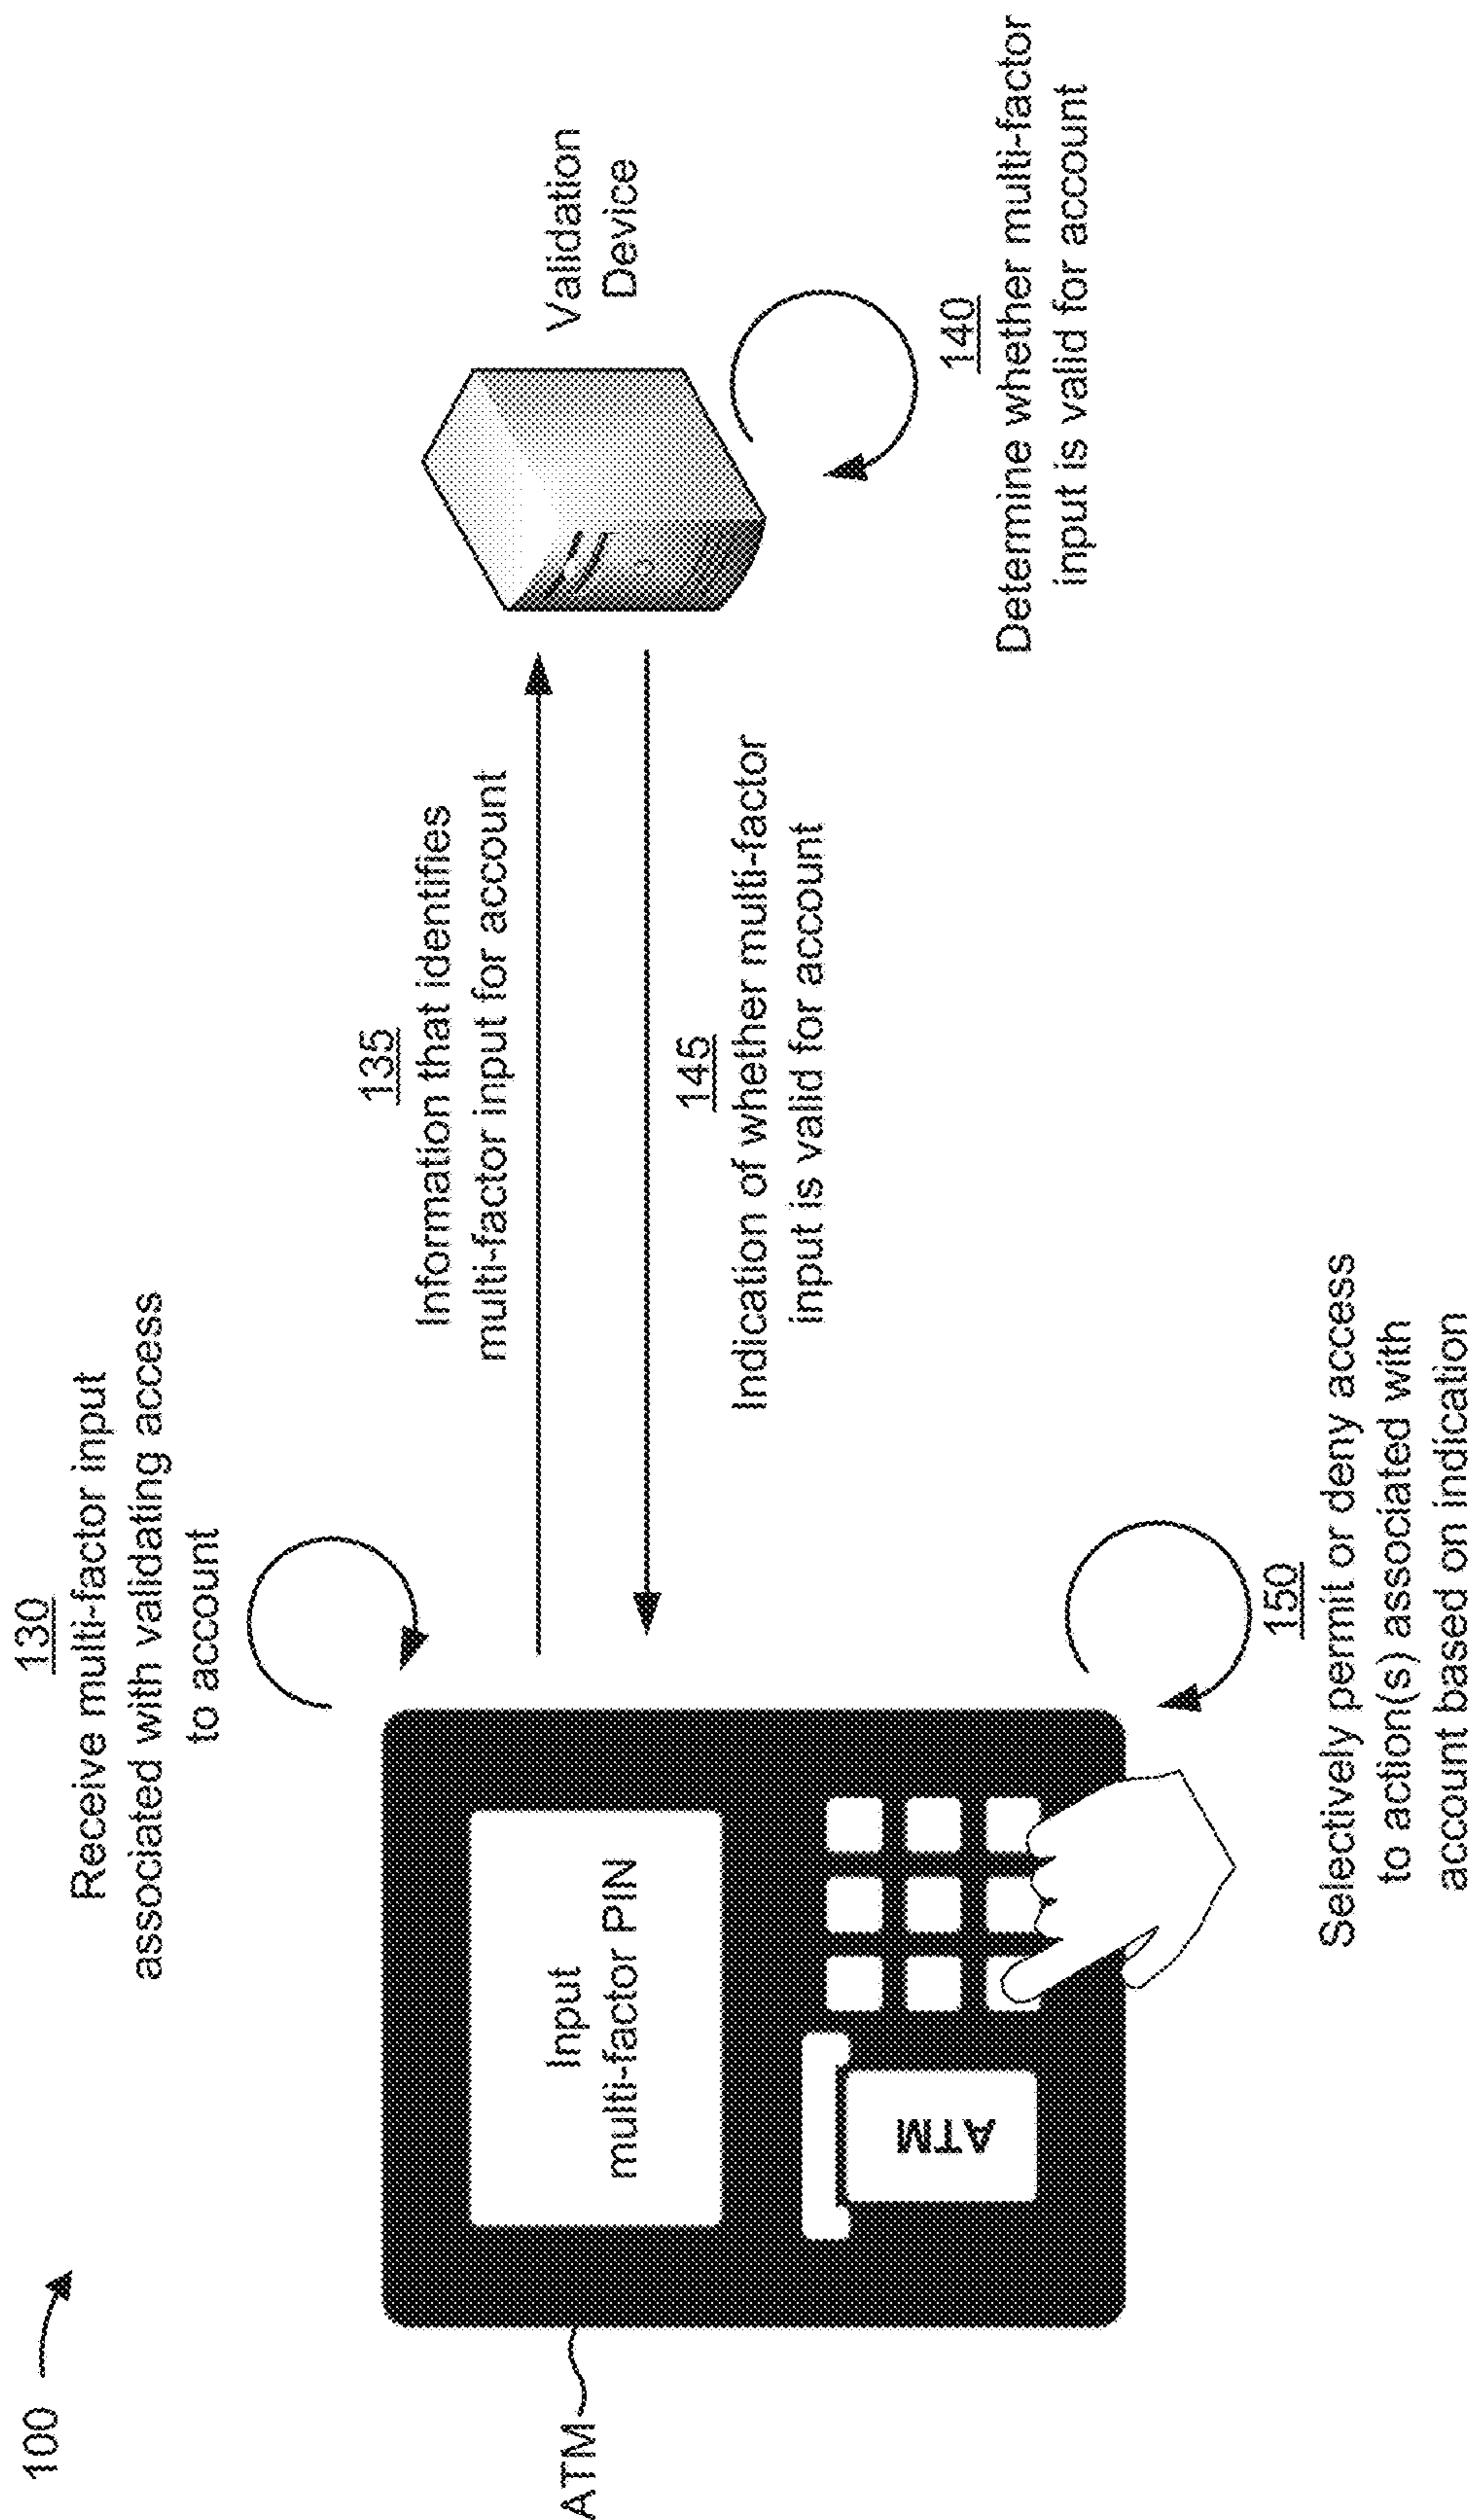 100
130
Receive multi-factor input
associated with validating access
to account
135
Information that identifies
multi-factor input for account
Validation
Device
ATM
Input
multi-factor PIN
ATM
145
Indication of whether multi-factor
input is valid for account
140
Determine whether multi-factor
input is valid for account
150
Selectively permit or deny access
to action(s) associated with
account based on indication